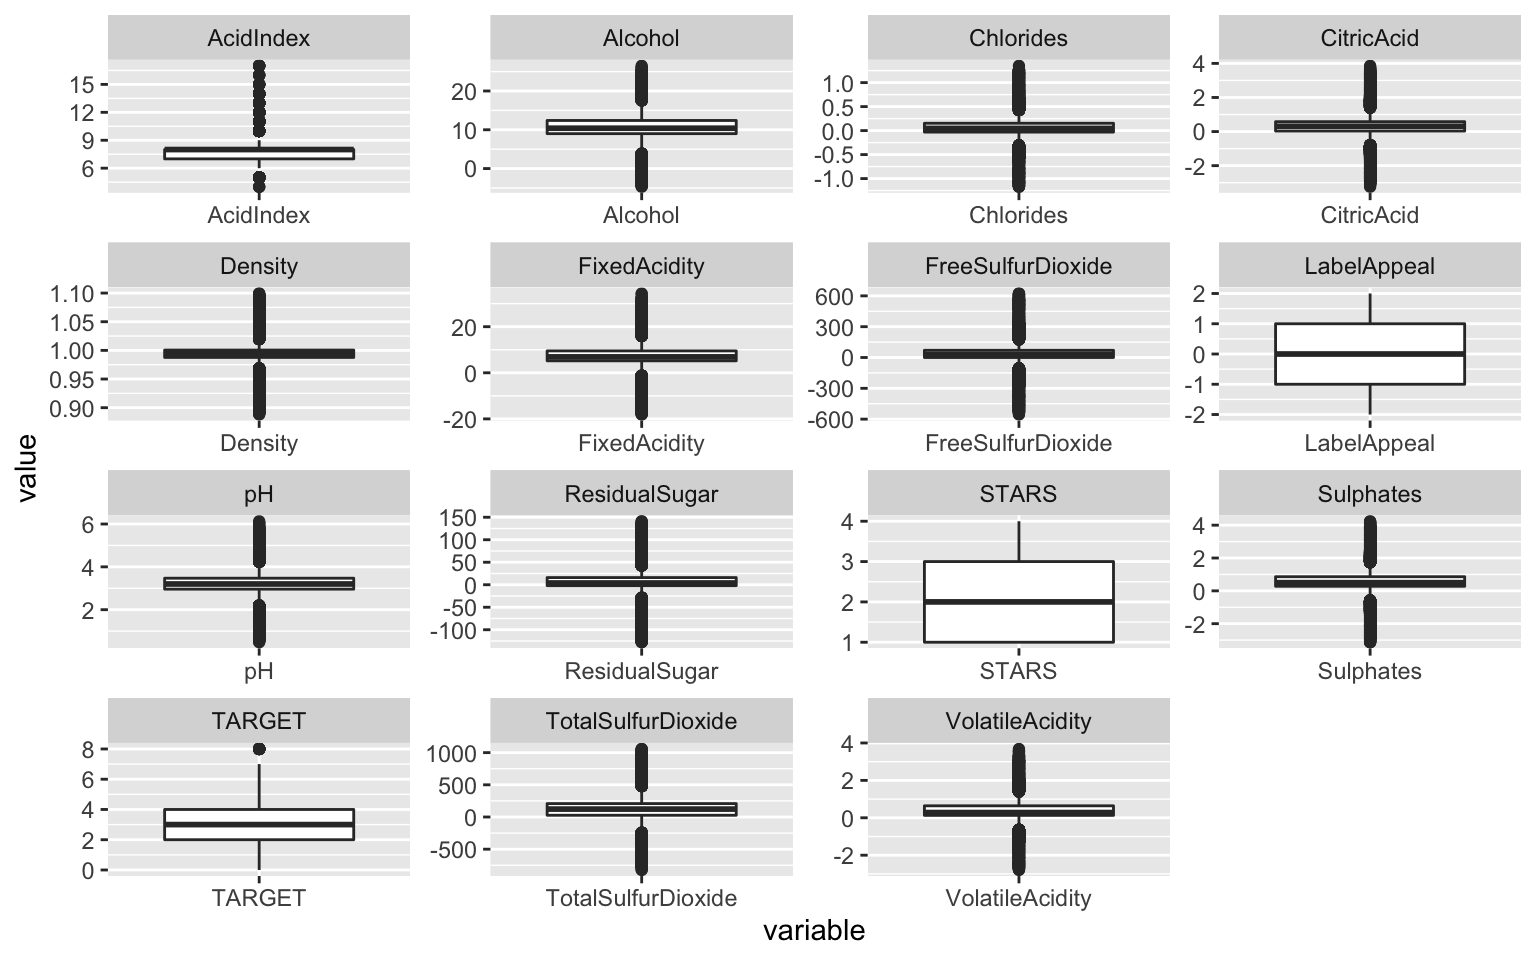 AcidIndex
15
12
9
6
AcidIndex
Alcohol
20
10
0
Alcohol
Chlorides
1.0
0.5
0.0
-0.5
-1.0
Chlorides
CitricAcid
4
2
0
-2
CitricAcid
Density
1.10
1.05
1.00
0.95
0.90
Density
FixedAcidity
20
0
-20
FixedAcidity
FreeSulfurDioxide
600
300
0
-300
-600
FreeSulfurDioxide
LabelAppeal
2
1
0
-1
-2
LabelAppeal
value
pH
6
4
2
pH
ResidualSugar
150
100
50
0
-50
-100
ResidualSugar
STARS
4
3
2
1
STARS
Sulphates
4
2
0
-2
Sulphates
TARGET
8
6
4
2
0
TARGET
TotalSulfurDioxide
1000
500
0
-500
TotalSulfurDioxide
VolatileAcidity
4
2
0
-2
VolatileAcidity
variable